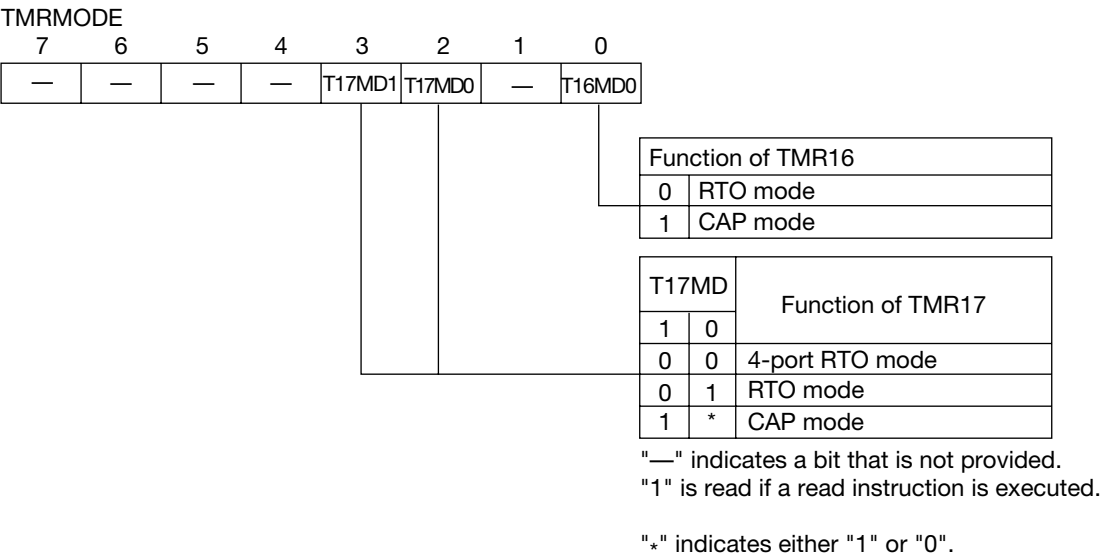 TMRMODE
7 6 5 4 3 2 1 0
— — — — T17MD1 T17MD0 — T16MD0
Function of TMR16
0 RTO mode
1 CAP mode
T17MD Function of TMR17
1 0
0 0 4-port RTO mode
0 1 RTO mode
1 * CAP mode
"—" indicates a bit that is not provided.
"1" is read if a read instruction is executed.
"*" indicates either "1" or "0".